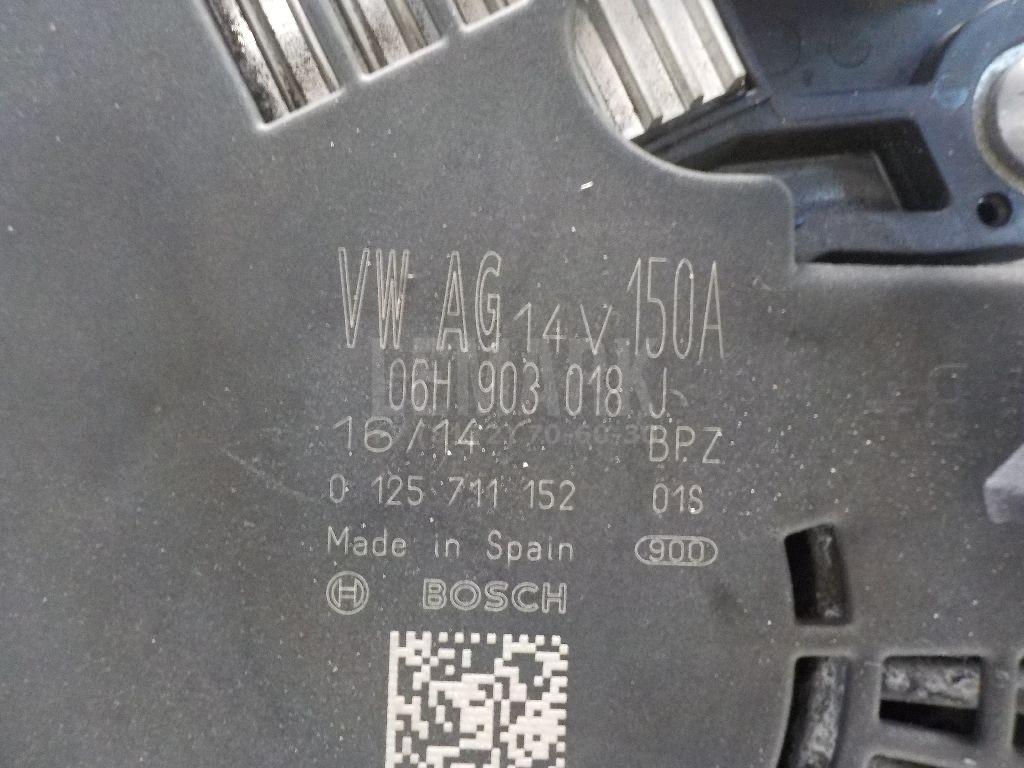 VW AG 14 V 150A
06H 903 018 J
16/14 BPZ
0 125 711 152 01S
Made in Spain 900
BOSCH